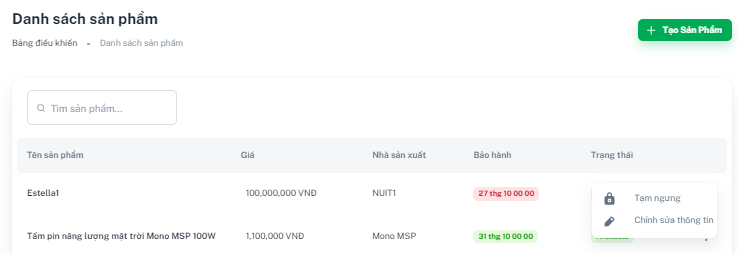 Danh sách sản phẩm
Bảng điều khiển - Danh sách sản phẩm
+ Tạo Sản Phẩm
Tìm sản phẩm...
Tên sản phẩm Giá Nhà sản xuất Bảo hành Trạng thái
Estella1 100,000,000 VNĐ NUIT1 27 thg 10 00 00
Tạm ngưng
Chỉnh sửa thông tin
Tấm pin năng lượng mặt trời Mono MSP 100W 1,100,000 VNĐ Mono MSP 31 thg 10 00 00